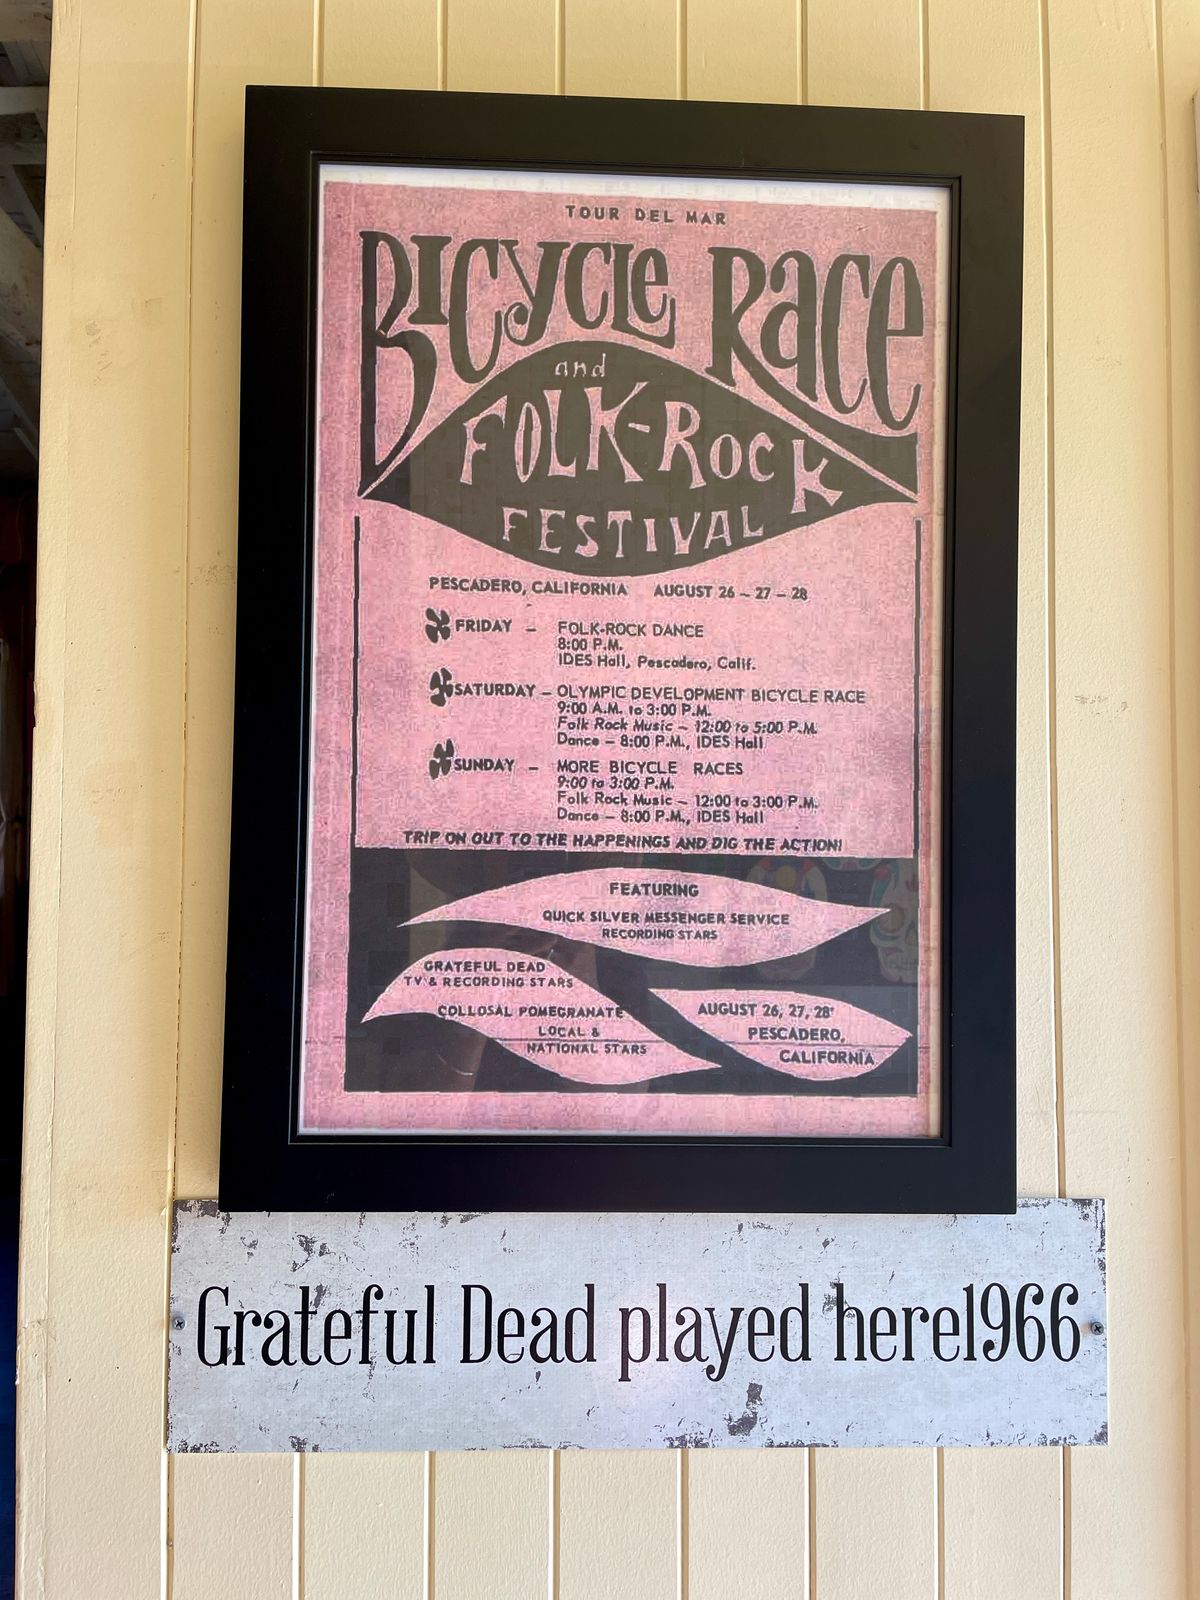 TOUR DEL MAR
BICYCLE RACE
and
FOLK-ROCK
FESTIVAL
PESCADERO, CALIFORNIA AUGUST 26 - 27 - 28
FRIDAY - FOLK-ROCK DANCE
8:00 P.M.
IDES Hall, Pescadero, Calif.
SATURDAY - OLYMPIC DEVELOPMENT BICYCLE RACE
9:00 A.M. to 3:00 P.M.
Folk Rock Music - 12:00 to 5:00 P.M.
Dance - 8:00 P.M., IDES Hall
SUNDAY - MORE BICYCLE RACES
9:00 to 3:00 P.M.
Folk Rock Music - 12:00 to 3:00 P.M.
Dance - 8:00 P.M., IDES Hall
TRIP ON OUT TO THE HAPPENINGS AND DIG THE ACTION!
FEATURING
QUICK SILVER MESSENGER SERVICE
RECORDING STARS
GRATEFUL DEAD
TV & RECORDING STARS
COLLOSAL POMEGRANATE
LOCAL &
NATIONAL STARS
AUGUST 26, 27, 28'
PESCADERO,
CALIFORNIA
Grateful Dead played here1966